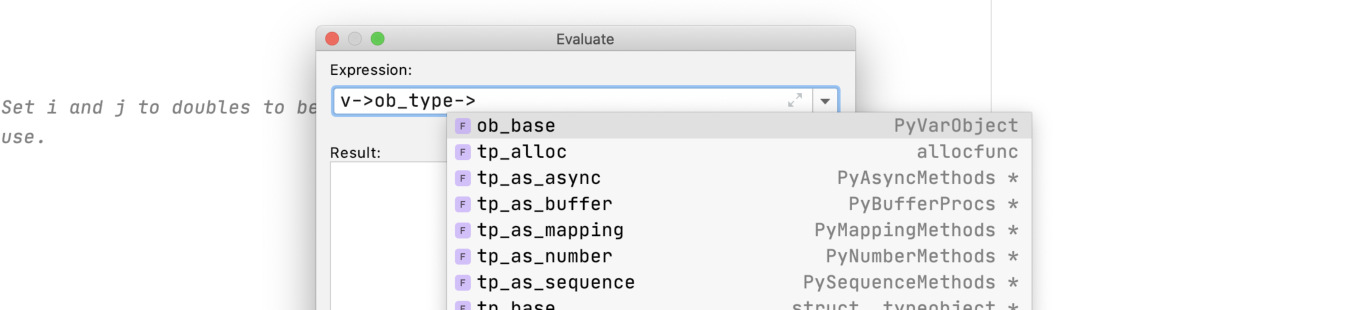 Evaluate
Expression:
Set i and j to doubles to be
v->ob_type->
use.
F ob_base PyVarObject
Result:
F tp_alloc allocfunc
F tp_as_async PyAsyncMethods *
F tp_as_buffer PyBufferProcs *
F tp_as_mapping PyMappingMethods *
F tp_as_number PyNumberMethods *
F tp_as_sequence PySequenceMethods *
F tp_base struct _typeobject *